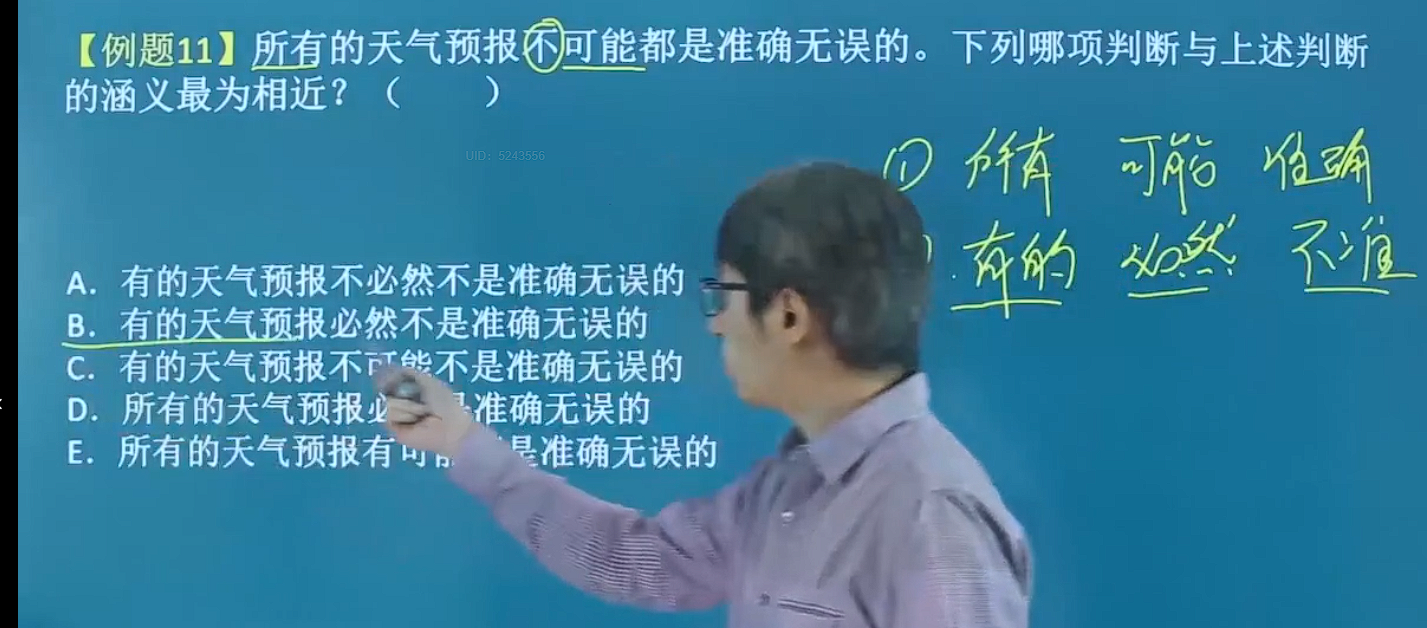 【例题11】所有的天气预报不可能都是准确无误的。下列哪项判断与上述判断
的涵义最为相近？（ ）
UID：5243556
① 所有 可能 准确
有的 必然 不准
A．有的天气预报不必然不是准确无误的
B．有的天气预报必然不是准确无误的
C．有的天气预报不可能不是准确无误的
D．所有的天气预报必 是准确无误的
E．所有的天气预报有可能 是准确无误的